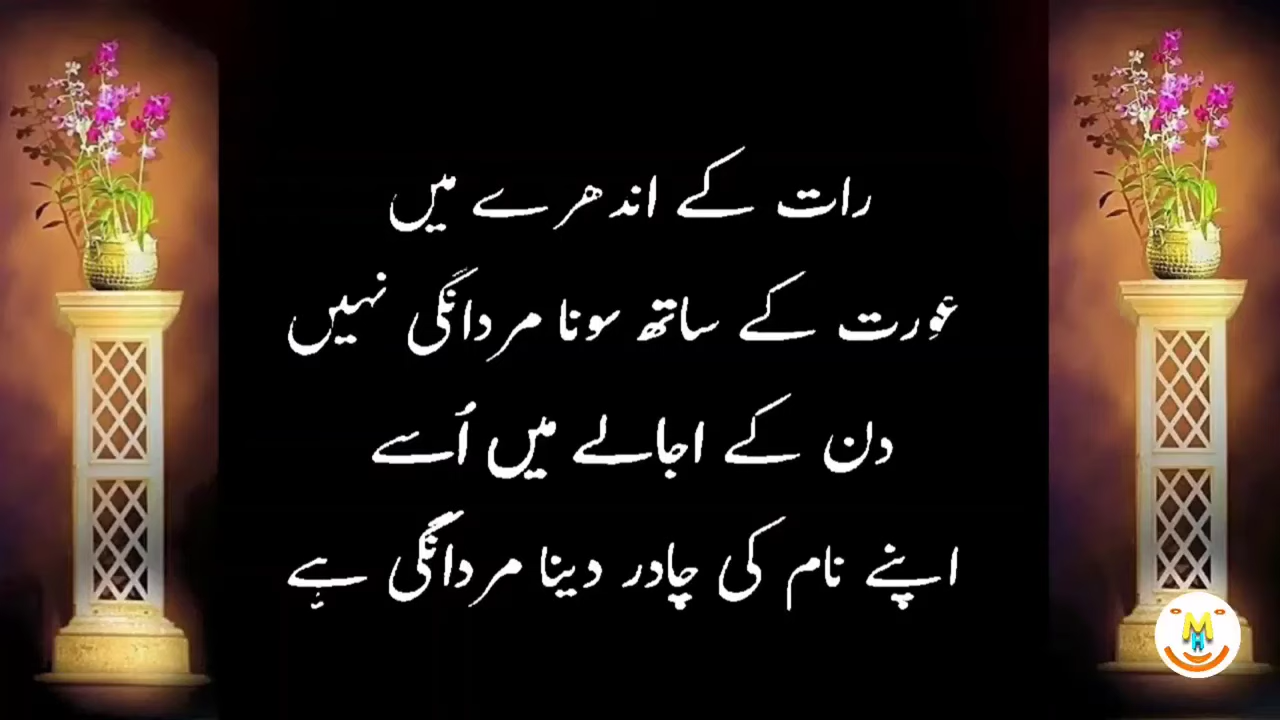 رات کے اندھرے میں
عورت کے ساتھ سونا مردانگی نہیں
دن کے اجالے میں اُسے
اپنے نام کی چادر دینا مردانگی ہے
MH